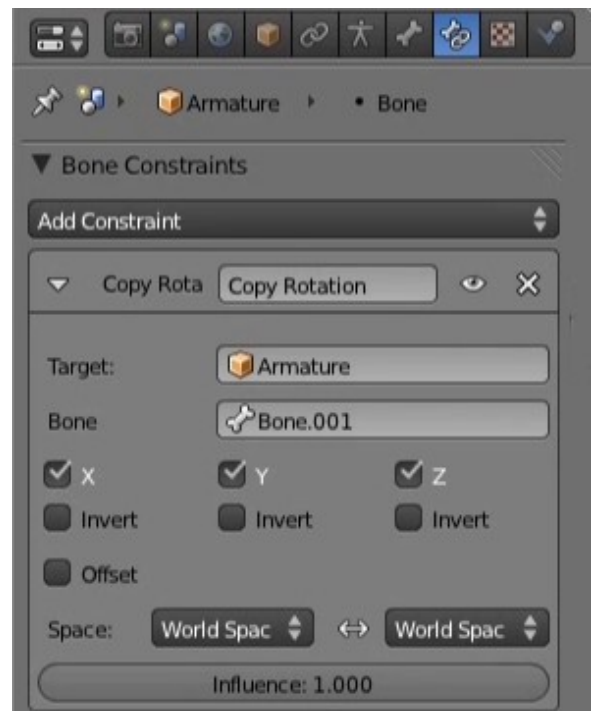 Armature Bone
Bone Constraints
Add Constraint
Copy Rota Copy Rotation
Target: Armature
Bone Bone.001
X Y Z
Invert Invert Invert
Offset
Space: World Spac World Spac
Influence: 1.000